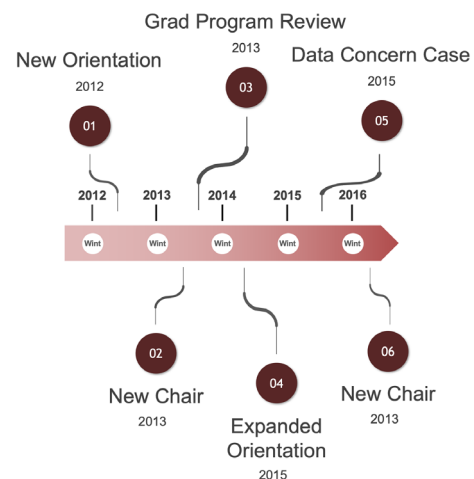 Grad Program Review
2013
03
New Orientation
2012
01
Data Concern Case
2015
05
2012 2013 2014 2015 2016
Wint Wint Wint Wint Wint
02
New Chair
2013
04
Expanded
Orientation
2015
06
New Chair
2013